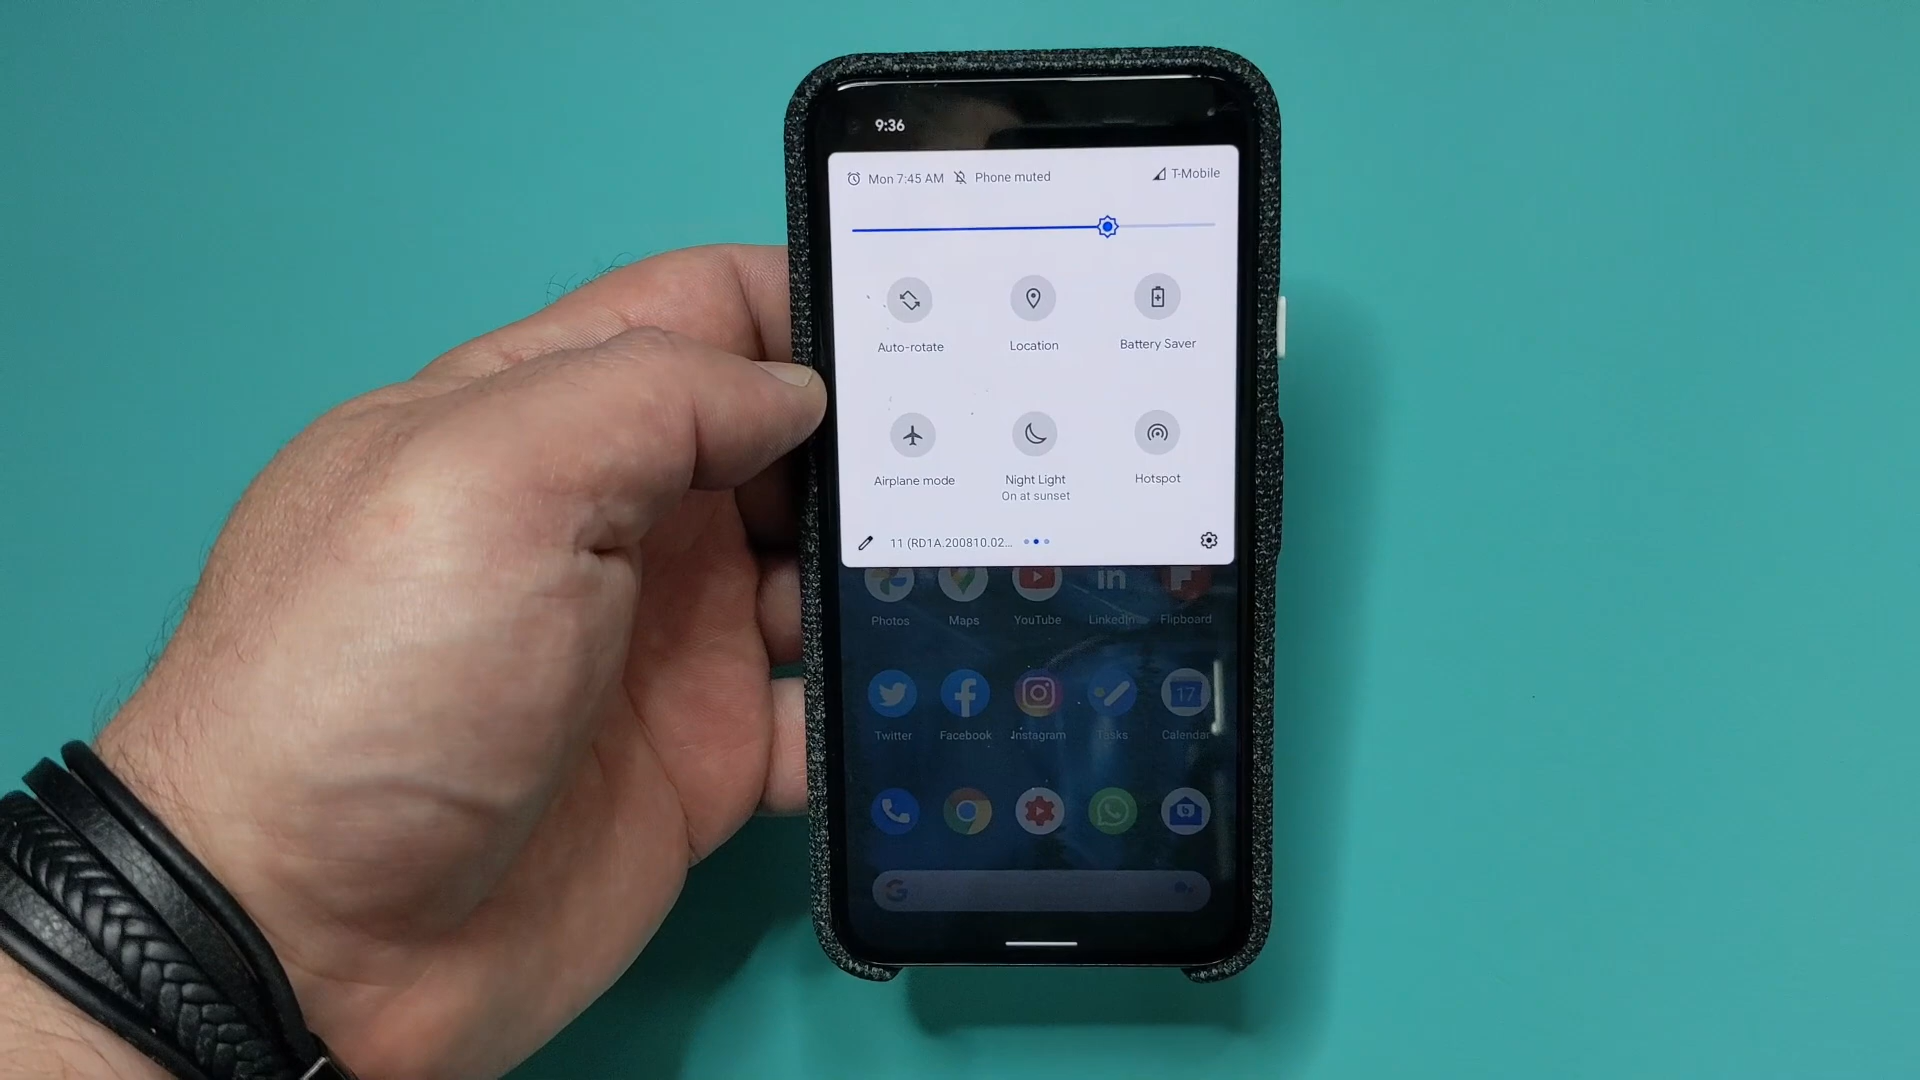 9:36
Mon 7:45 AM Phone muted T-Mobile
Auto-rotate Location Battery Saver
Airplane mode Night Light Hotspot
On at sunset
11 (RD1A.200810.02...
Photos Maps YouTube LinkedIn Flipboard
17
Twitter Facebook Instagram Tasks Calendar